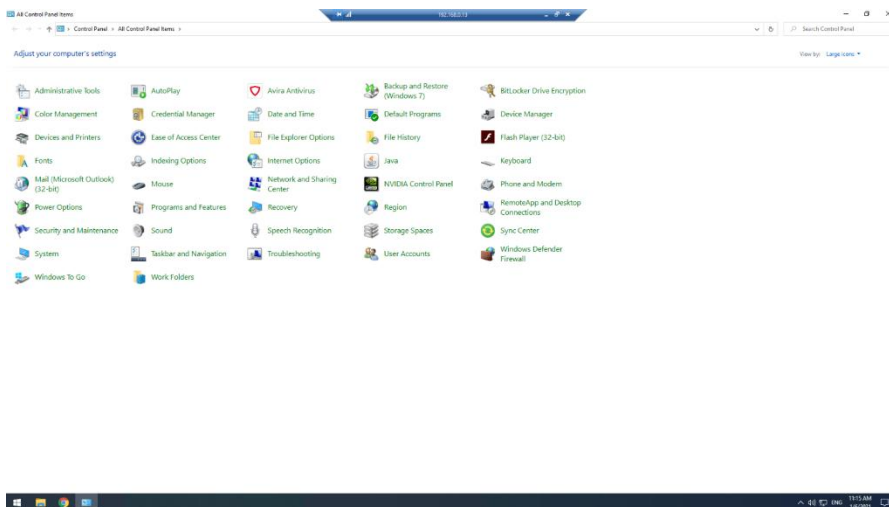 All Control Panel Items
192.168.0.13
Control Panel > All Control Panel Items >
Search Control Panel
Adjust your computer's settings
View by: Large icons
Administrative Tools
AutoPlay
Avira Antivirus
Backup and Restore
(Windows 7)
BitLocker Drive Encryption
Color Management
Credential Manager
Date and Time
Default Programs
Device Manager
Devices and Printers
Ease of Access Center
File Explorer Options
File History
Flash Player (32-bit)
Fonts
Indexing Options
Internet Options
Java
Keyboard
Mail (Microsoft Outlook)
(32-bit)
Mouse
Network and Sharing
Center
NVIDIA Control Panel
Phone and Modem
Power Options
Programs and Features
Recovery
Region
RemoteApp and Desktop
Connections
Security and Maintenance
Sound
Speech Recognition
Storage Spaces
Sync Center
System
Taskbar and Navigation
Troubleshooting
User Accounts
Windows Defender
Firewall
Windows To Go
Work Folders
ENG
11:15 AM